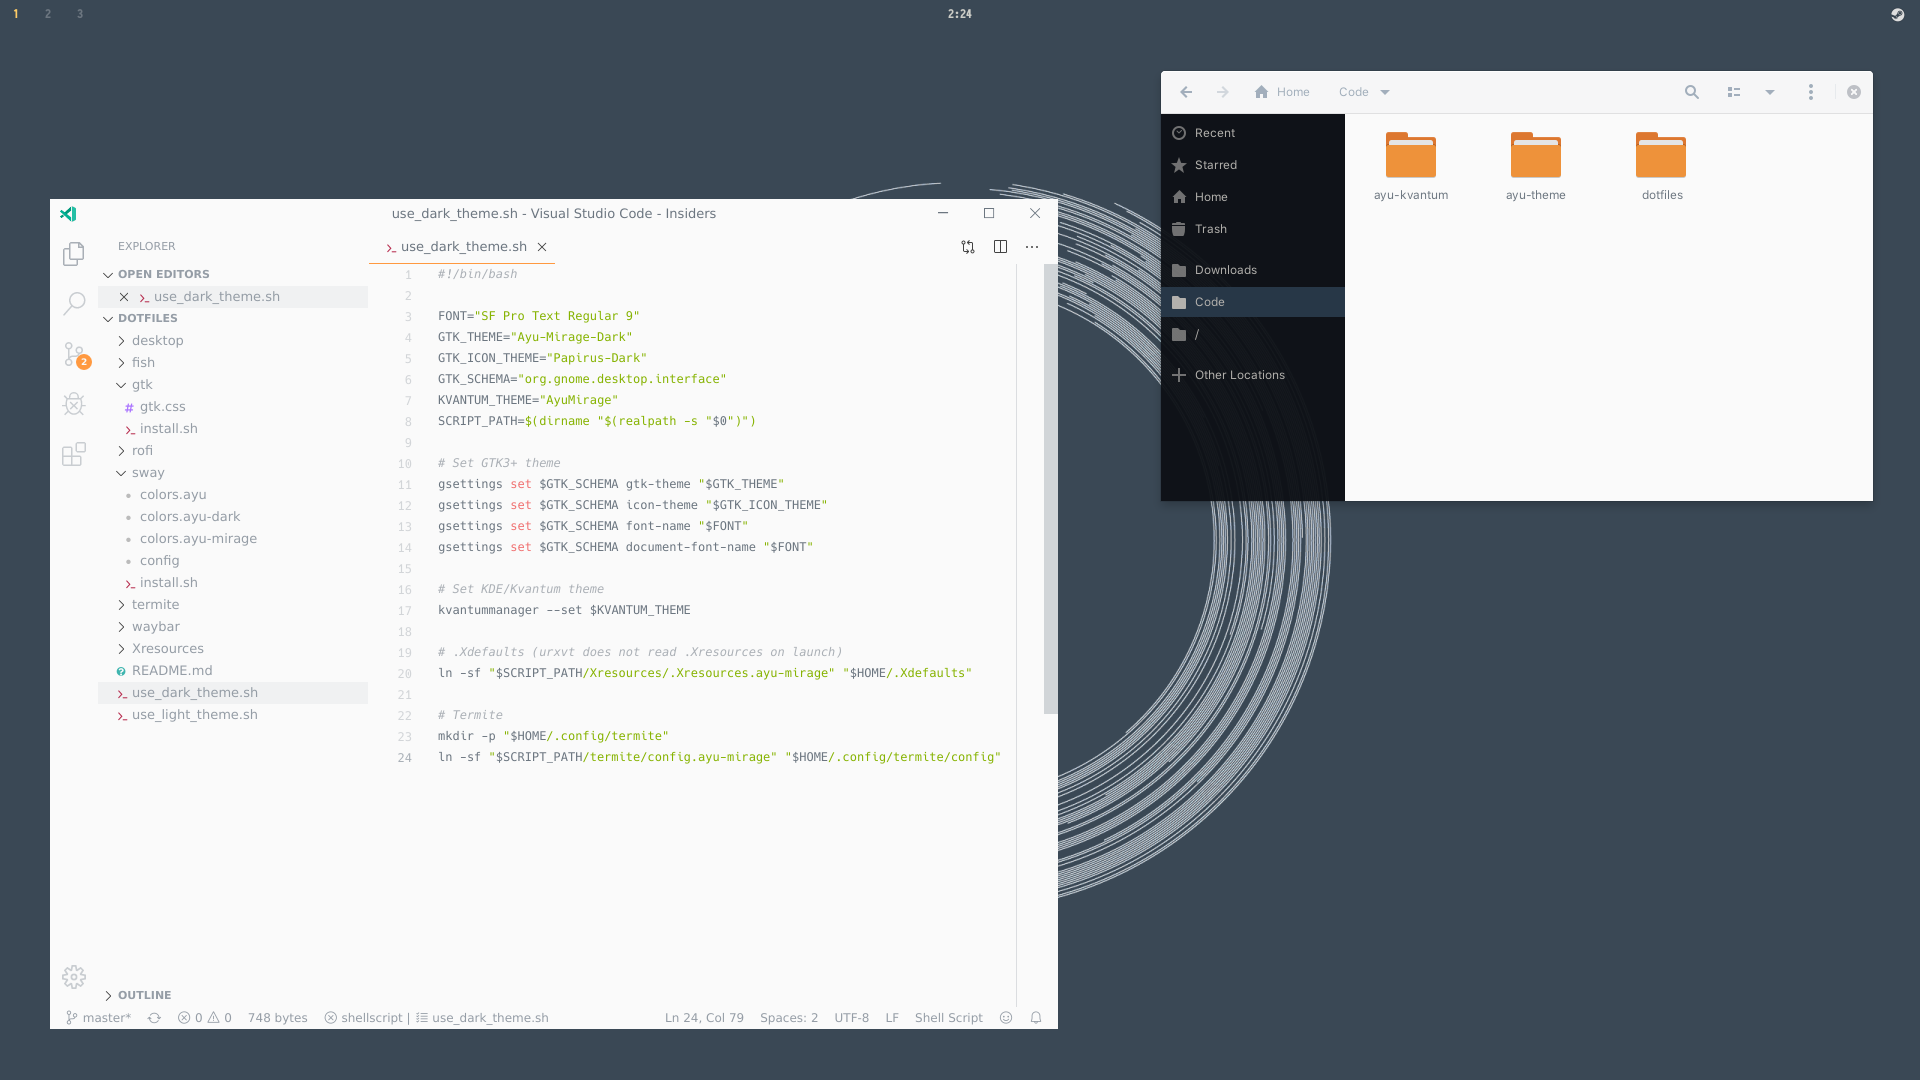 1 2 3
2:24
Home Code
Recent
Starred
Home
Trash
Downloads
Code
/
Other Locations
ayu-kvantum ayu-theme dotfiles
use_dark_theme.sh - Visual Studio Code - Insiders
EXPLORER
OPEN EDITORS
use_dark_theme.sh
DOTFILES
desktop
fish
gtk
# gtk.css
install.sh
rofi
sway
colors.ayu
colors.ayu-dark
colors.ayu-mirage
config
install.sh
termite
waybar
Xresources
README.md
use_dark_theme.sh
use_light_theme.sh
OUTLINE
2
use_dark_theme.sh
1 #!/bin/bash
2
3 FONT="SF Pro Text Regular 9"
4 GTK_THEME="Ayu-Mirage-Dark"
5 GTK_ICON_THEME="Papirus-Dark"
6 GTK_SCHEMA="org.gnome.desktop.interface"
7 KVANTUM_THEME="AyuMirage"
8 SCRIPT_PATH=$(dirname "$(realpath -s "$0")")
9
10 # Set GTK3+ theme
11 gsettings set $GTK_SCHEMA gtk-theme "$GTK_THEME"
12 gsettings set $GTK_SCHEMA icon-theme "$GTK_ICON_THEME"
13 gsettings set $GTK_SCHEMA font-name "$FONT"
14 gsettings set $GTK_SCHEMA document-font-name "$FONT"
15
16 # Set KDE/Kvantum theme
17 kvantummanager --set $KVANTUM_THEME
18
19 # .Xdefaults (urxvt does not read .Xresources on launch)
20 ln -sf "$SCRIPT_PATH/Xresources/.Xresources.ayu-mirage" "$HOME/.Xdefaults"
21
22 # Termite
23 mkdir -p "$HOME/.config/termite"
24 ln -sf "$SCRIPT_PATH/termite/config.ayu-mirage" "$HOME/.config/termite/config"
master* 0 0 748 bytes shellscript | use_dark_theme.sh Ln 24, Col 79 Spaces: 2 UTF-8 LF Shell Script